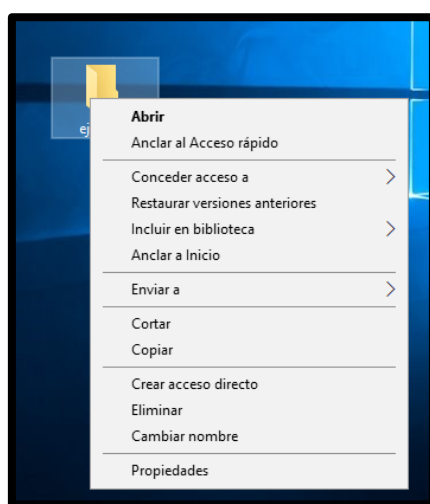 Abrir
Anclar al Acceso rápido
Conceder acceso a
Restaurar versiones anteriores
Incluir en biblioteca
Anclar a Inicio
Enviar a
Cortar
Copiar
Crear acceso directo
Eliminar
Cambiar nombre
Propiedades